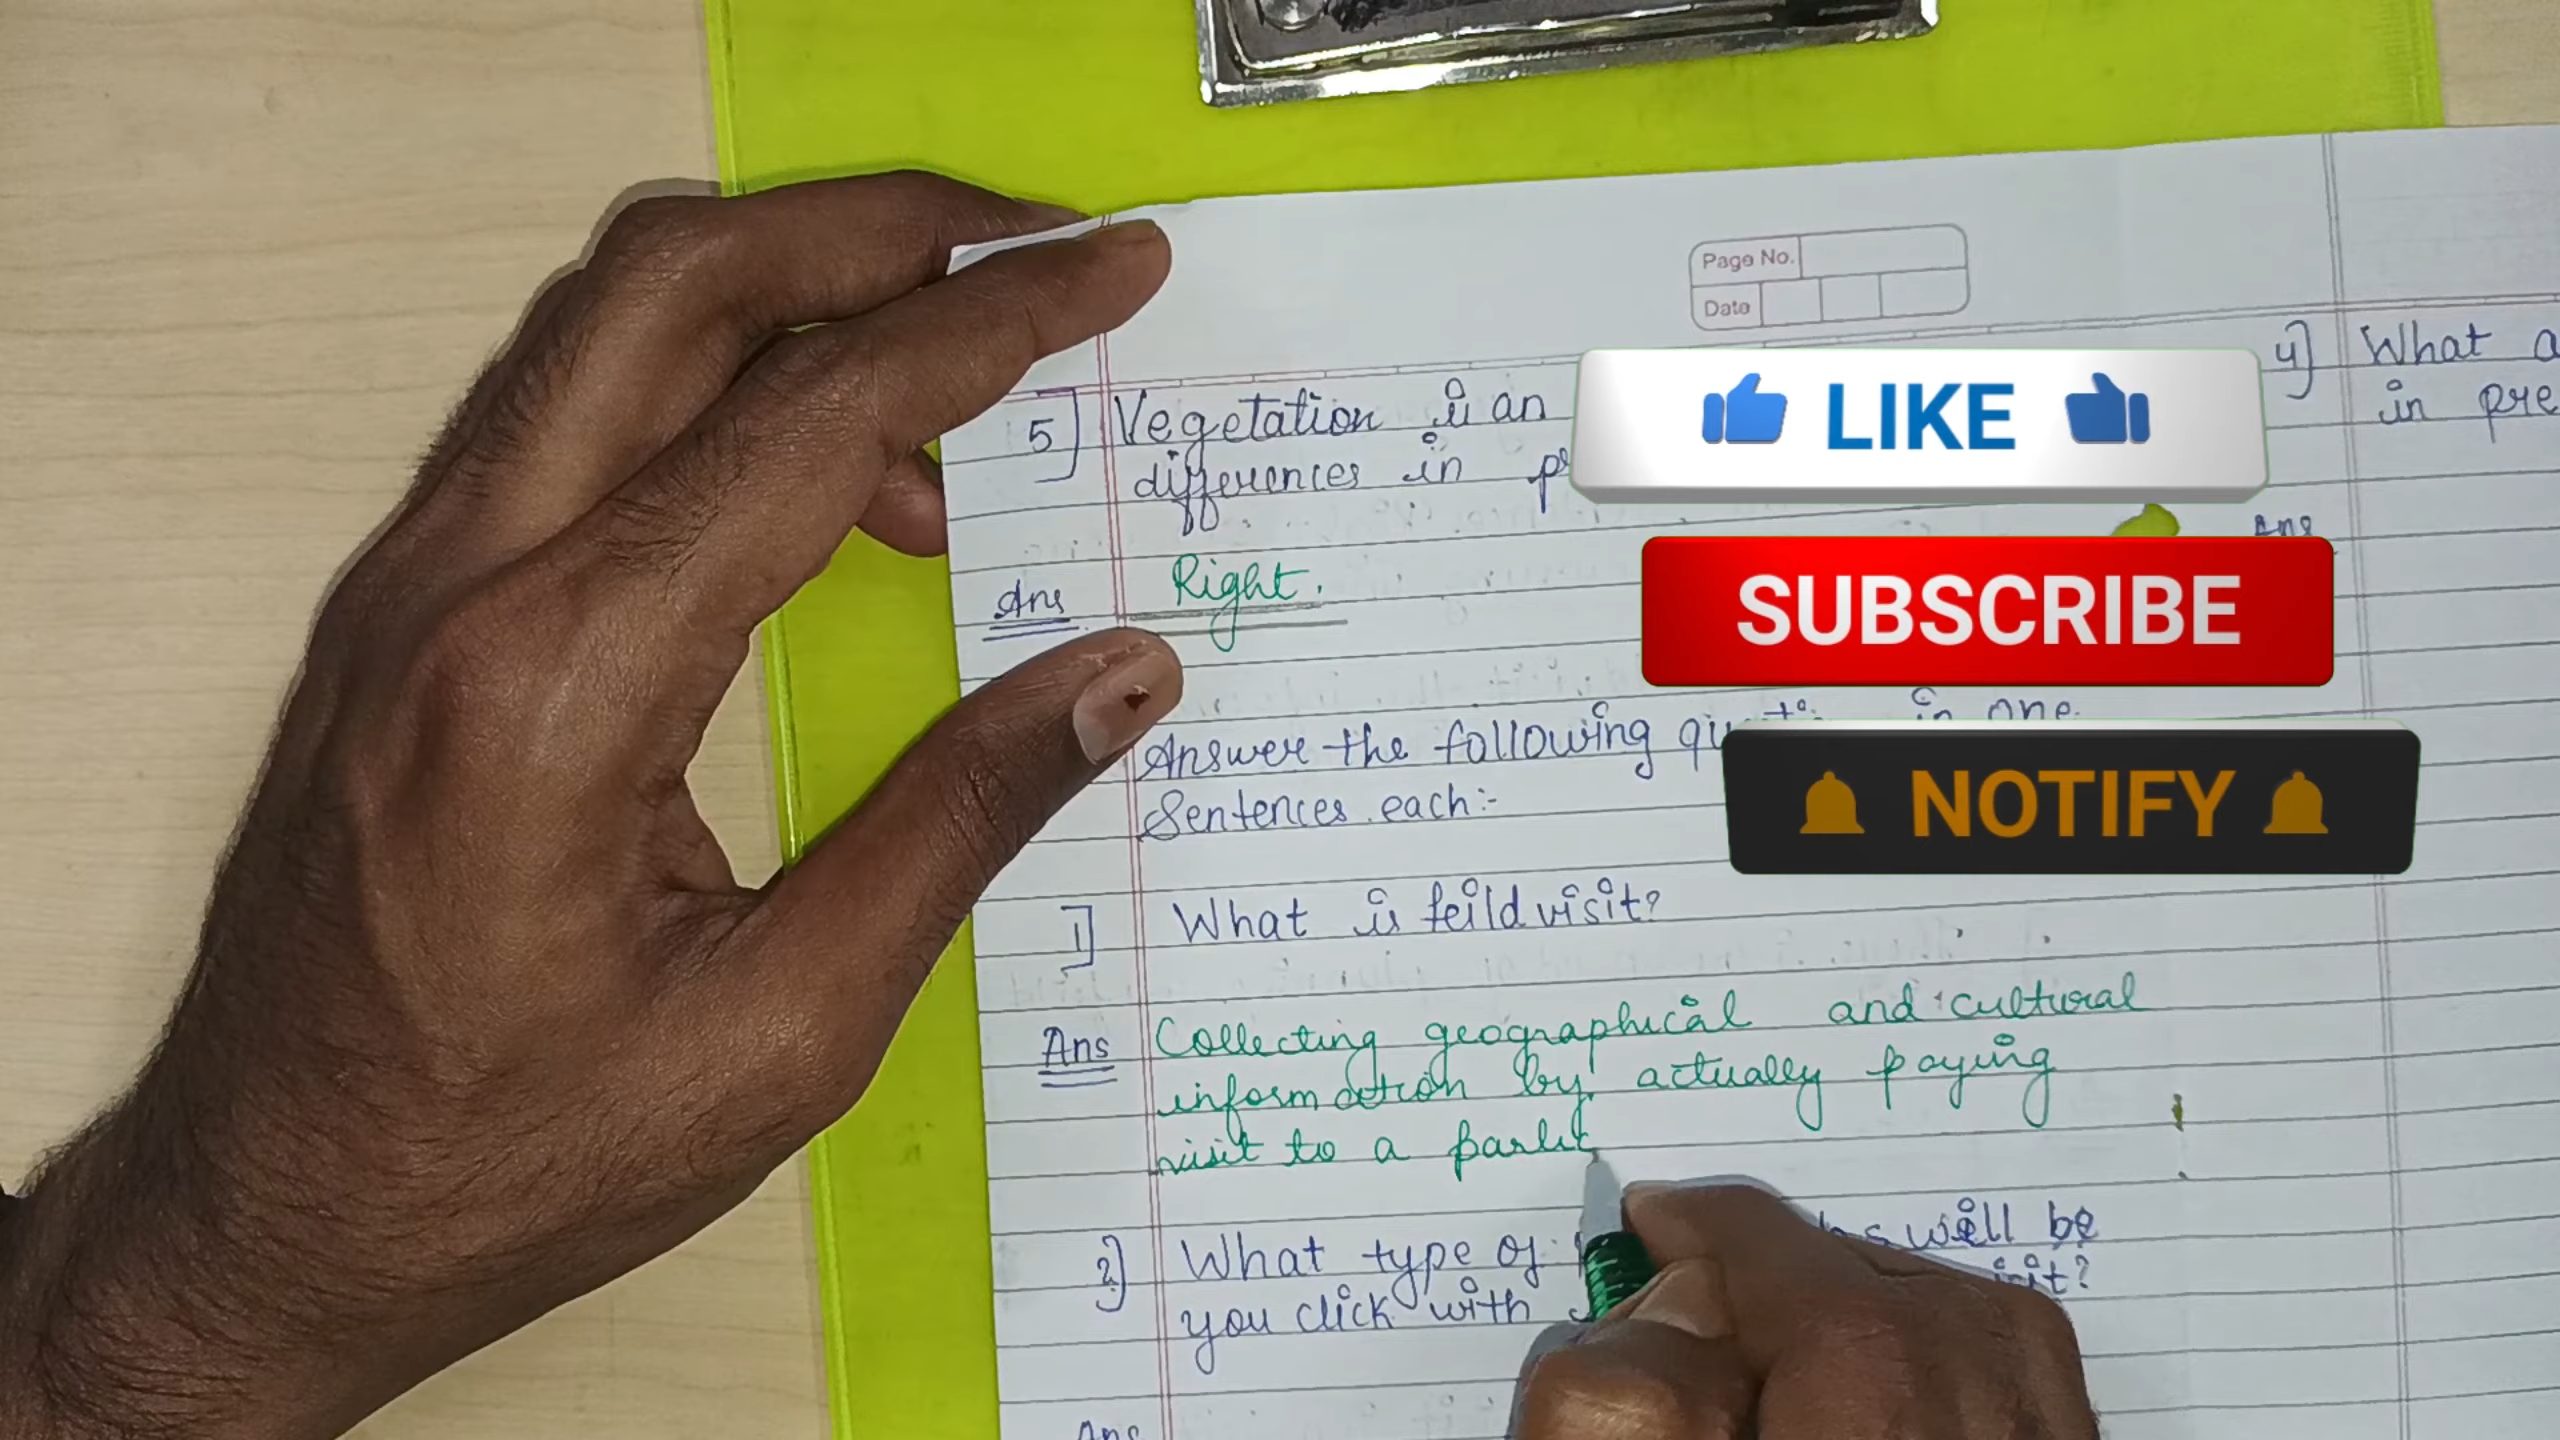 Page No.
Date
5] Vegetation is an
differences in
Ans Right.
Answer the following in one
Sentences each:-
1] What is feild visit?
Ans Collecting geographical and cultural
information by actually paying
visit to a partic
2] What type of will be
you click with
Ans
4] What
in pre
Ans
LIKE
SUBSCRIBE
NOTIFY